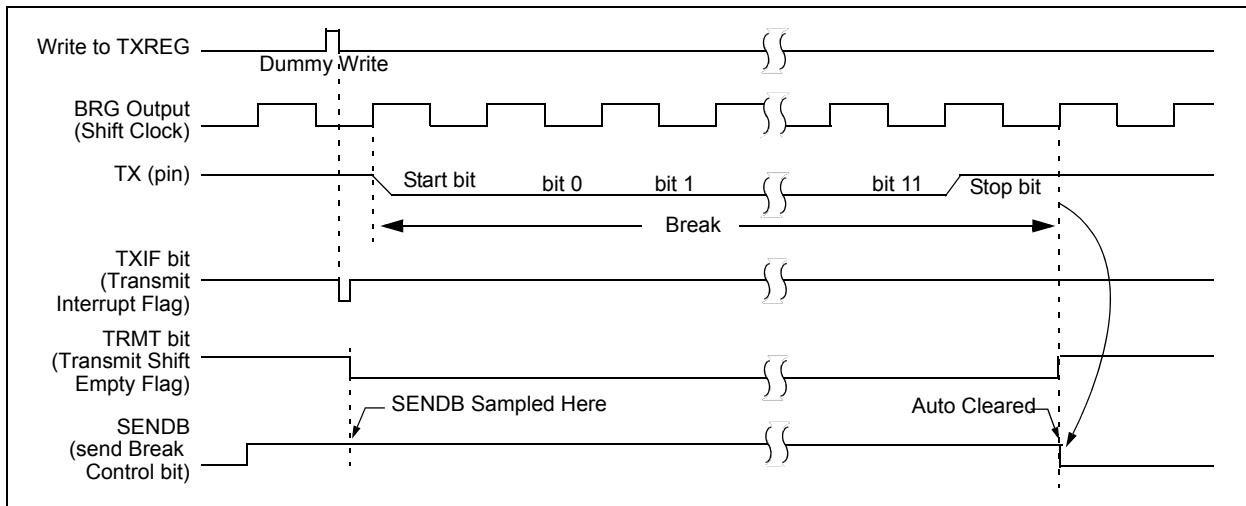 Write to TXREG
Dummy Write
BRG Output
(Shift Clock)
TX (pin)
Start bit
bit 0
bit 1
bit 11
Stop bit
Break
TXIF bit
(Transmit
Interrupt Flag)
TRMT bit
(Transmit Shift
Empty Flag)
SENDB Sampled Here
Auto Cleared
SENDB
(send Break
Control bit)